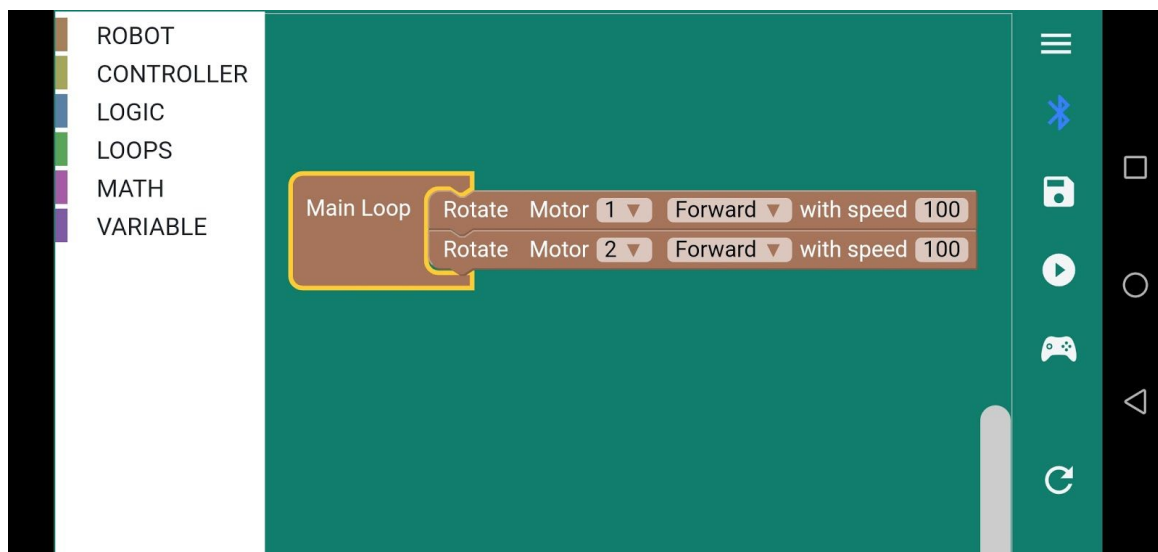 ROBOT
CONTROLLER
LOGIC
LOOPS
MATH
VARIABLE
Main Loop
Rotate Motor 1 Forward with speed 100
Rotate Motor 2 Forward with speed 100